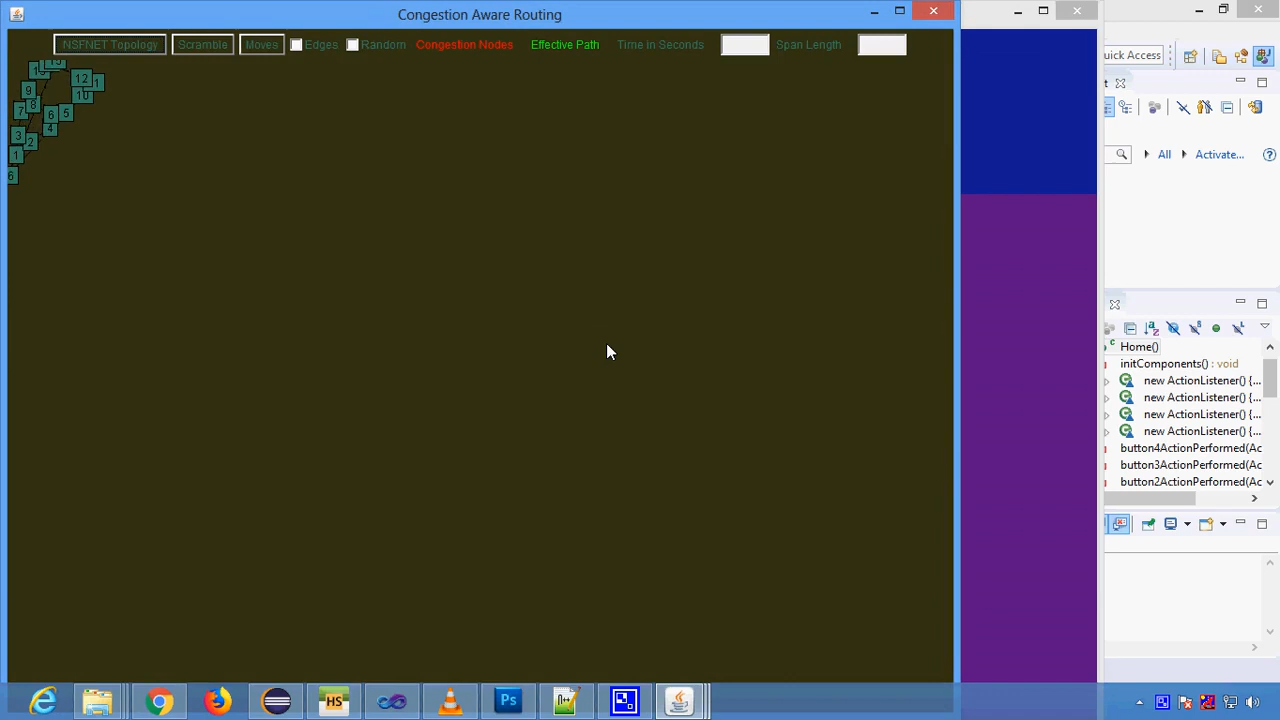 Congestion Aware Routing
NSFNET Topology Scramble Moves Edges Random Congestion Nodes Effective Path Time In Seconds Span Length
uick Access
12
1
9
10
7
8
6
5
4
3
2
1
6
All Activate...
Home()
initComponents() : void
new ActionListener() {...
new ActionListener() {...
new ActionListener() {...
new ActionListener() {...
button4ActionPerformed(Ac
button3ActionPerformed(Ac
button2ActionPerformed(Ac
HS
Ps